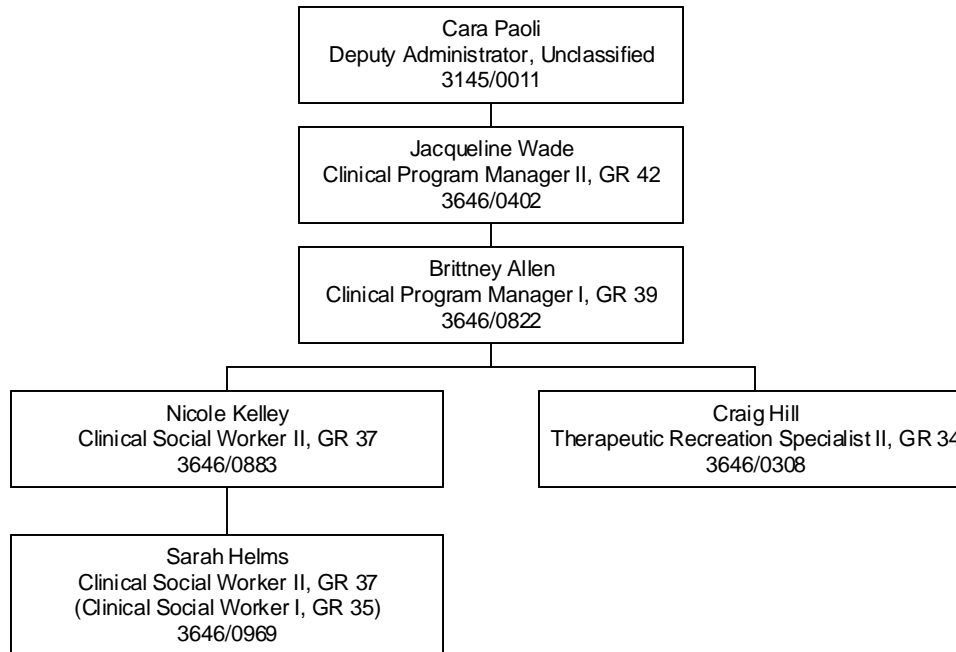 Cara Paoli
Deputy Administrator, Unclassified
3145/0011
Jacqueline Wade
Clinical Program Manager II, GR 42
3646/0402
Brittney Allen
Clinical Program Manager I, GR 39
3646/0822
Nicole Kelley
Clinical Social Worker II, GR 37
3646/0883
Craig Hill
Therapeutic Recreation Specialist II, GR 34
3646/0308
Sarah Helms
Clinical Social Worker II, GR 37
(Clinical Social Worker I, GR 35)
3646/0969